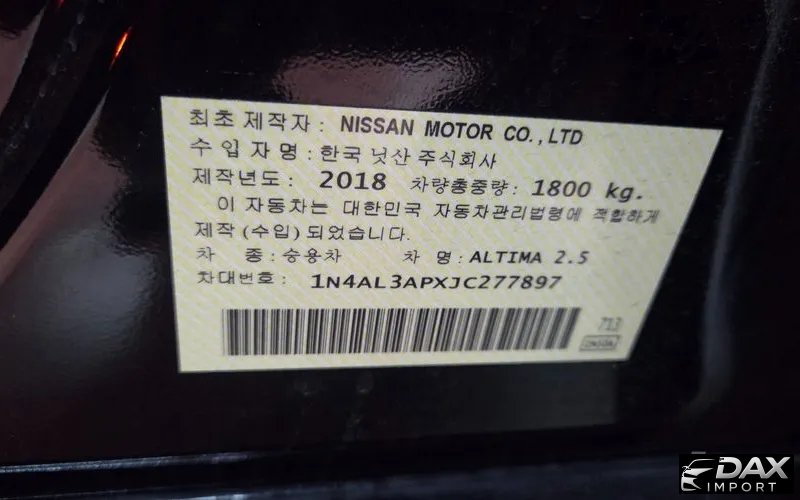 최초 제작자 : NISSAN MOTOR CO.,LTD
수 입 자 명 : 한국 닛산 주식회사
제작년도 : 2018 차량총중량 : 1800 kg.
이 자동차는 대한민국 자동차관리법령에 적합하게
제작 (수입) 되었습니다.
차 종 : 승용차 차 명 : ALTIMA 2.5
차대번호 : 1N4AL3APXJC277897
713
DAX
IMPORT